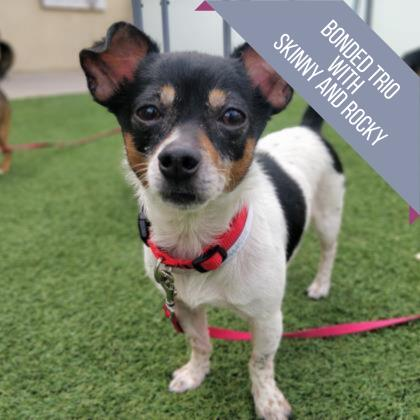 BONDED TRIO
WITH
SKINNY AND ROCKY